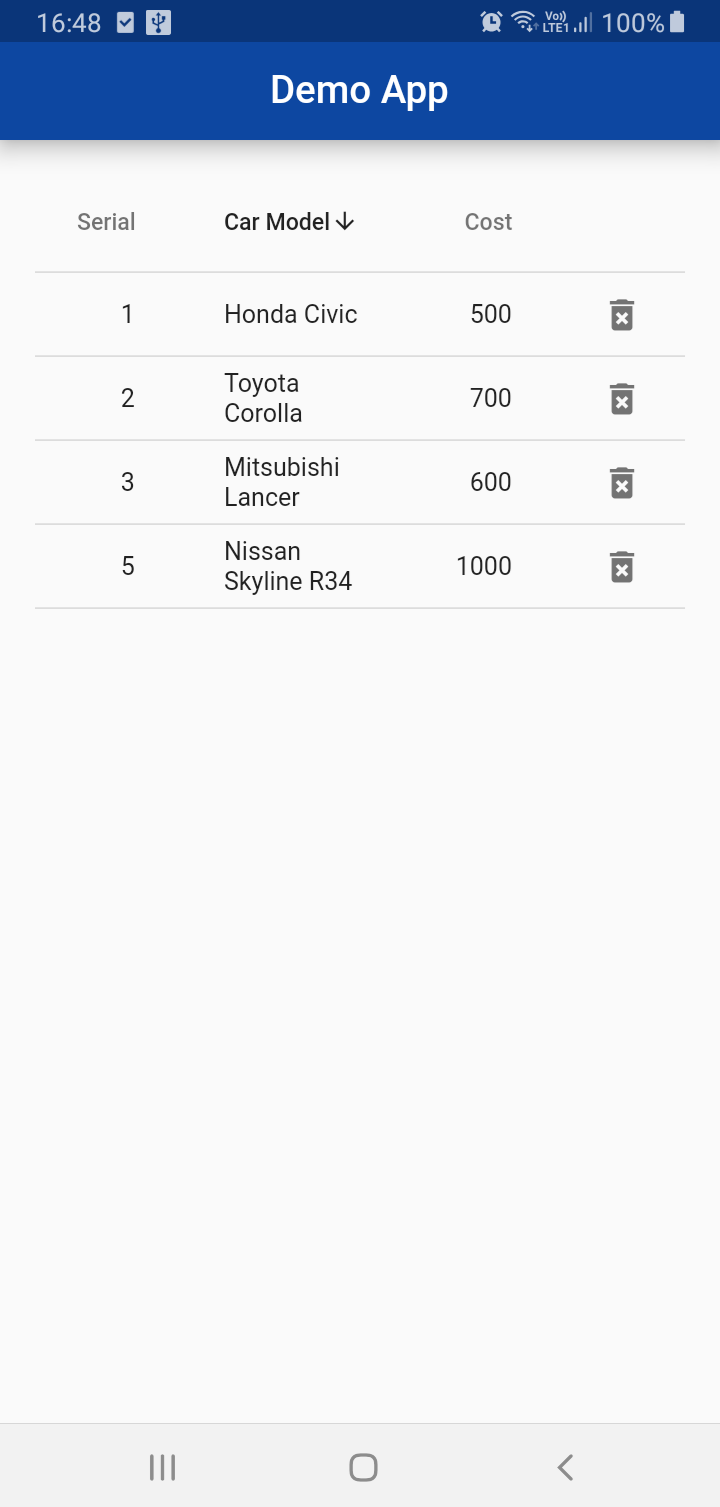 16:48 Vo)) LTE1 100%
Demo App
Serial Car Model Cost
1 Honda Civic 500
2 Toyota Corolla 700
3 Mitsubishi Lancer 600
5 Nissan Skyline R34 1000